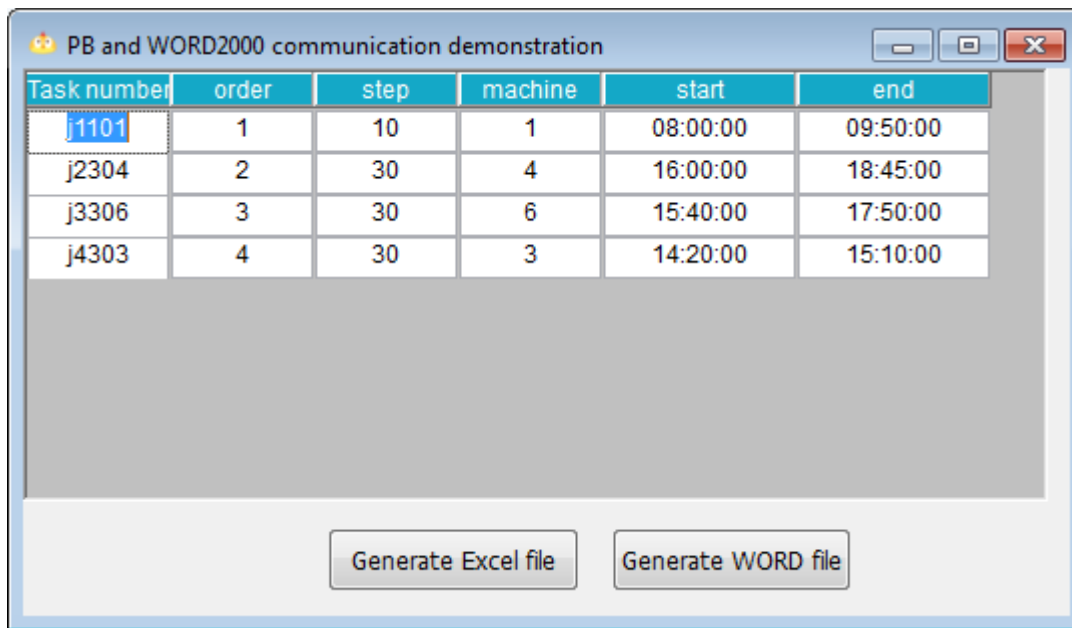 PB and WORD2000 communication demonstration
Task number order step machine start end
j1101 1 10 1 08:00:00 09:50:00
j2304 2 30 4 16:00:00 18:45:00
j3306 3 30 6 15:40:00 17:50:00
j4303 4 30 3 14:20:00 15:10:00
Generate Excel file Generate WORD file